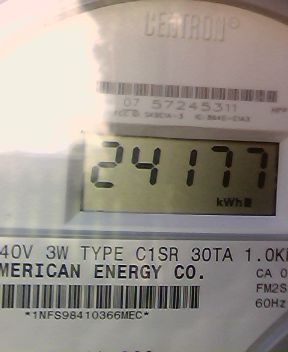 CENTRON
07 57245311
24177
kWh
40V 3W TYPE C1SR 30TA 1.0K
MERICAN ENERGY CO.
CA 0
FM2S
60Hz
*1NFS98410366MEC*